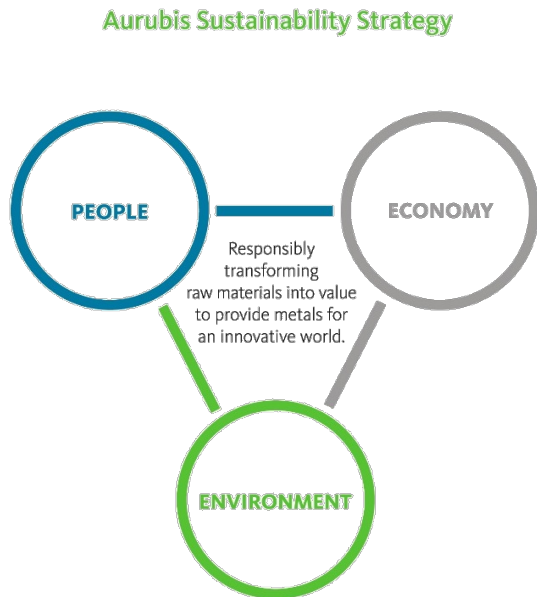 Aurubis Sustainability Strategy
PEOPLE
ECONOMY
Responsibly
transforming
raw materials into value
to provide metals for
an innovative world.
ENVIRONMENT